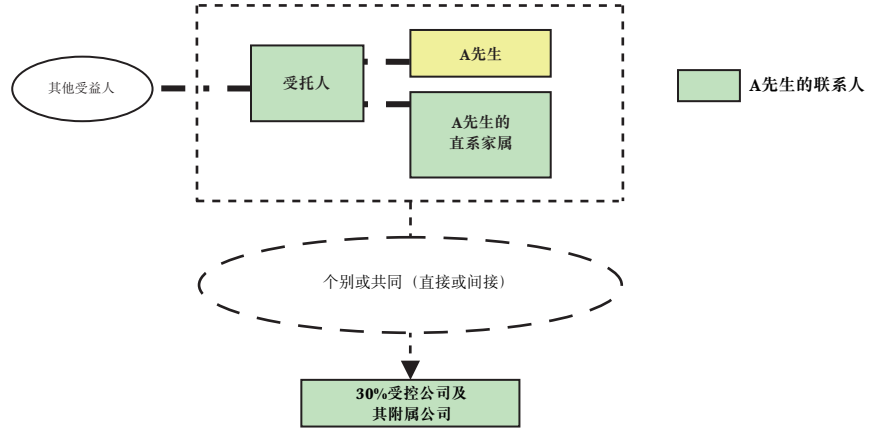 A先生
其他受益人
受托人
A先生的联系人
A先生的
直系家属
个别或共同（直接或间接）
30%受控公司及
其附属公司